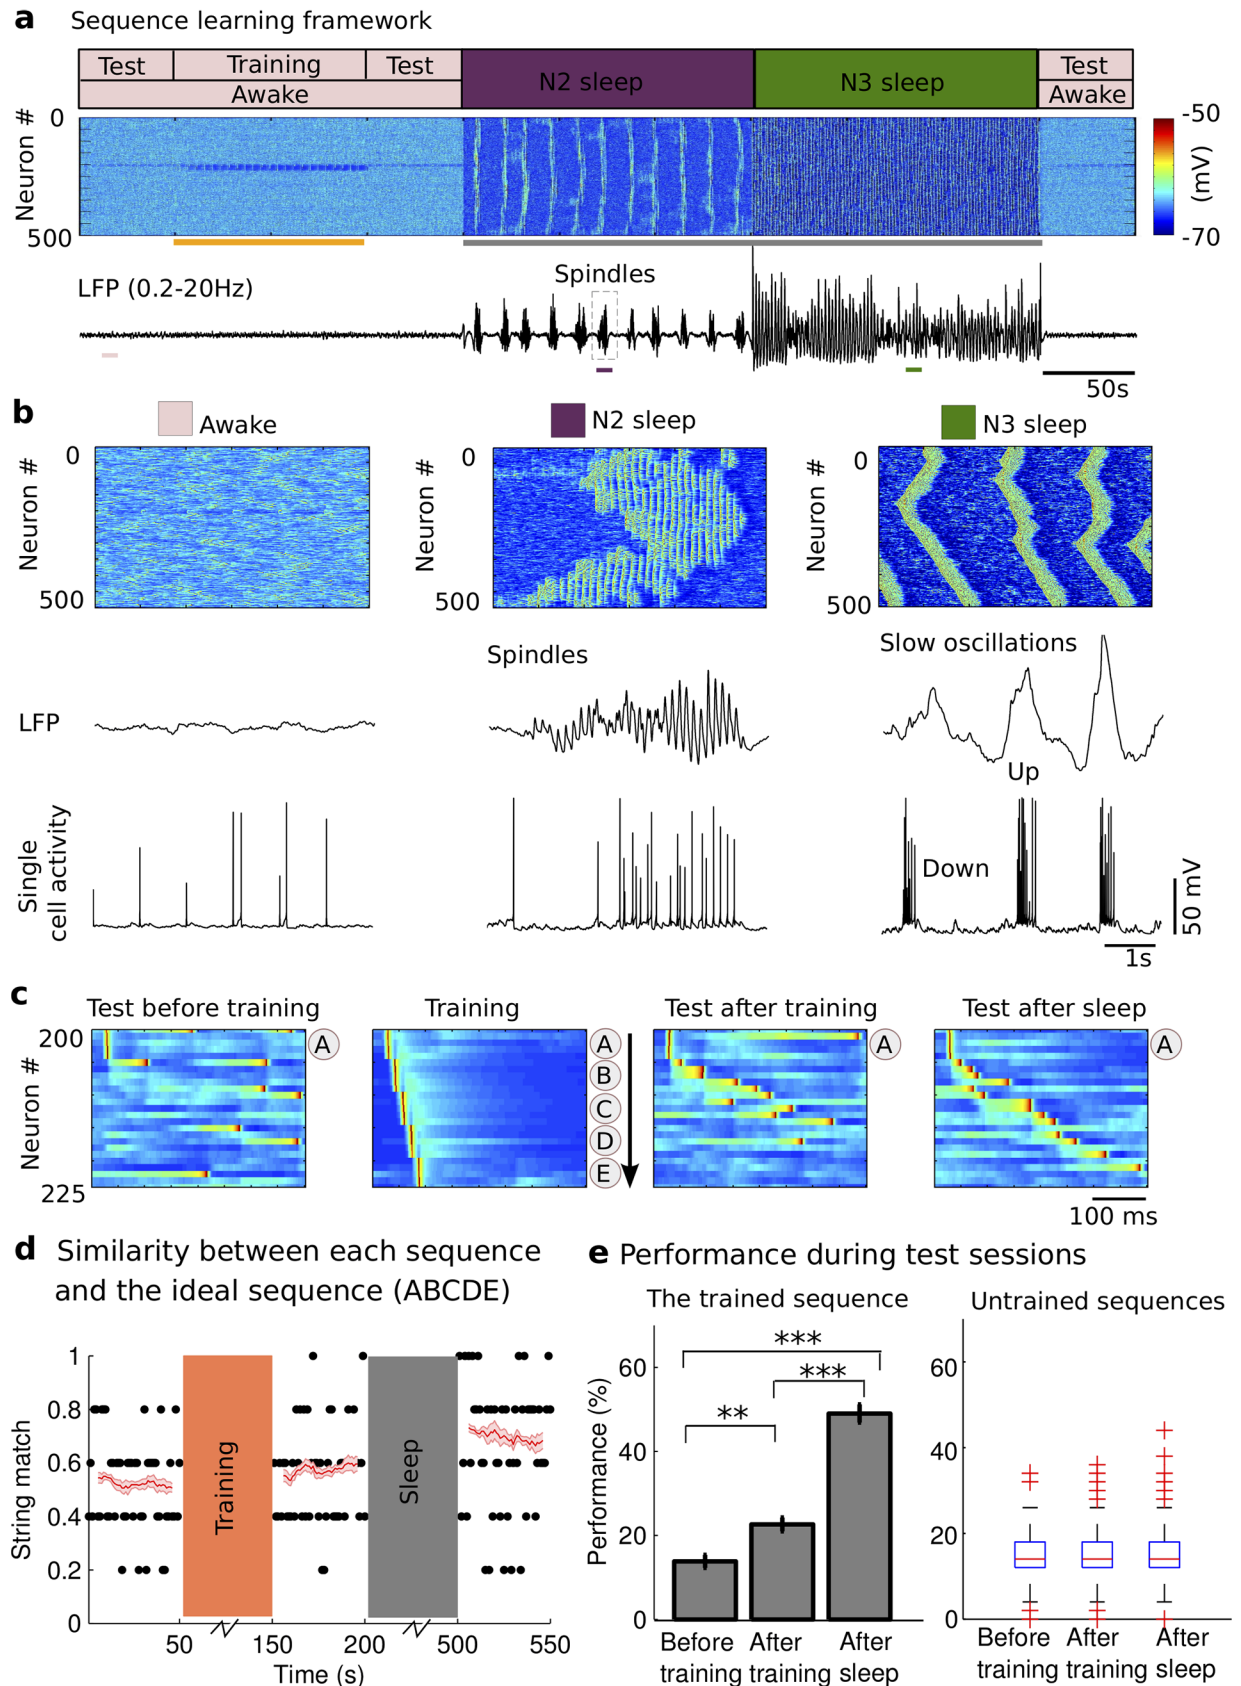 a Sequence learning framework
Test Training Test N2 sleep N3 sleep Test
Awake Awake
Neuron #
0
500
-50
(mV)
-70
LFP (0.2-20Hz)
Spindles
50s
b
Awake N2 sleep N3 sleep
Neuron #
0
500
Neuron #
0
500
Neuron #
0
500
LFP
Spindles
Slow oscillations
Up
Single
cell activity
Down
50 mV
1s
c
Test before training Training Test after training Test after sleep
Neuron #
200
225
A
A
B
C
D
E
A
A
100 ms
d Similarity between each sequence
and the ideal sequence (ABCDE)
String match
1
0.8
0.6
0.4
0.2
0
Training
Sleep
50 150 200 500 550
Time (s)
e Performance during test sessions
The trained sequence
Performance (%)
60
40
20
0
***
***
**
Before After After
training training sleep
Untrained sequences
60
40
20
0
Before After After
training training sleep